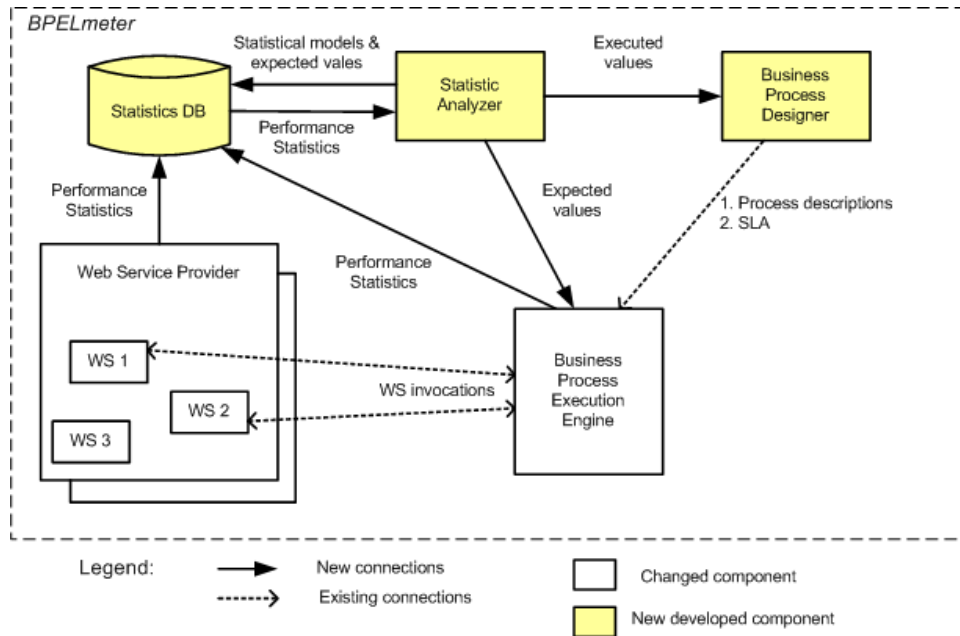 BPELmeter
Statistical models &
expected vales
Executed
values
Statistics DB
Statistic
Analyzer
Business
Process
Designer
Performance
Statistics
Performance
Statistics
Expected
values
1. Process descriptions
2. SLA
Web Service Provider
Performance
Statistics
WS 1
WS 2
WS 3
WS invocations
Business
Process
Execution
Engine
Legend:
New connections
Existing connections
Changed component
New developed component